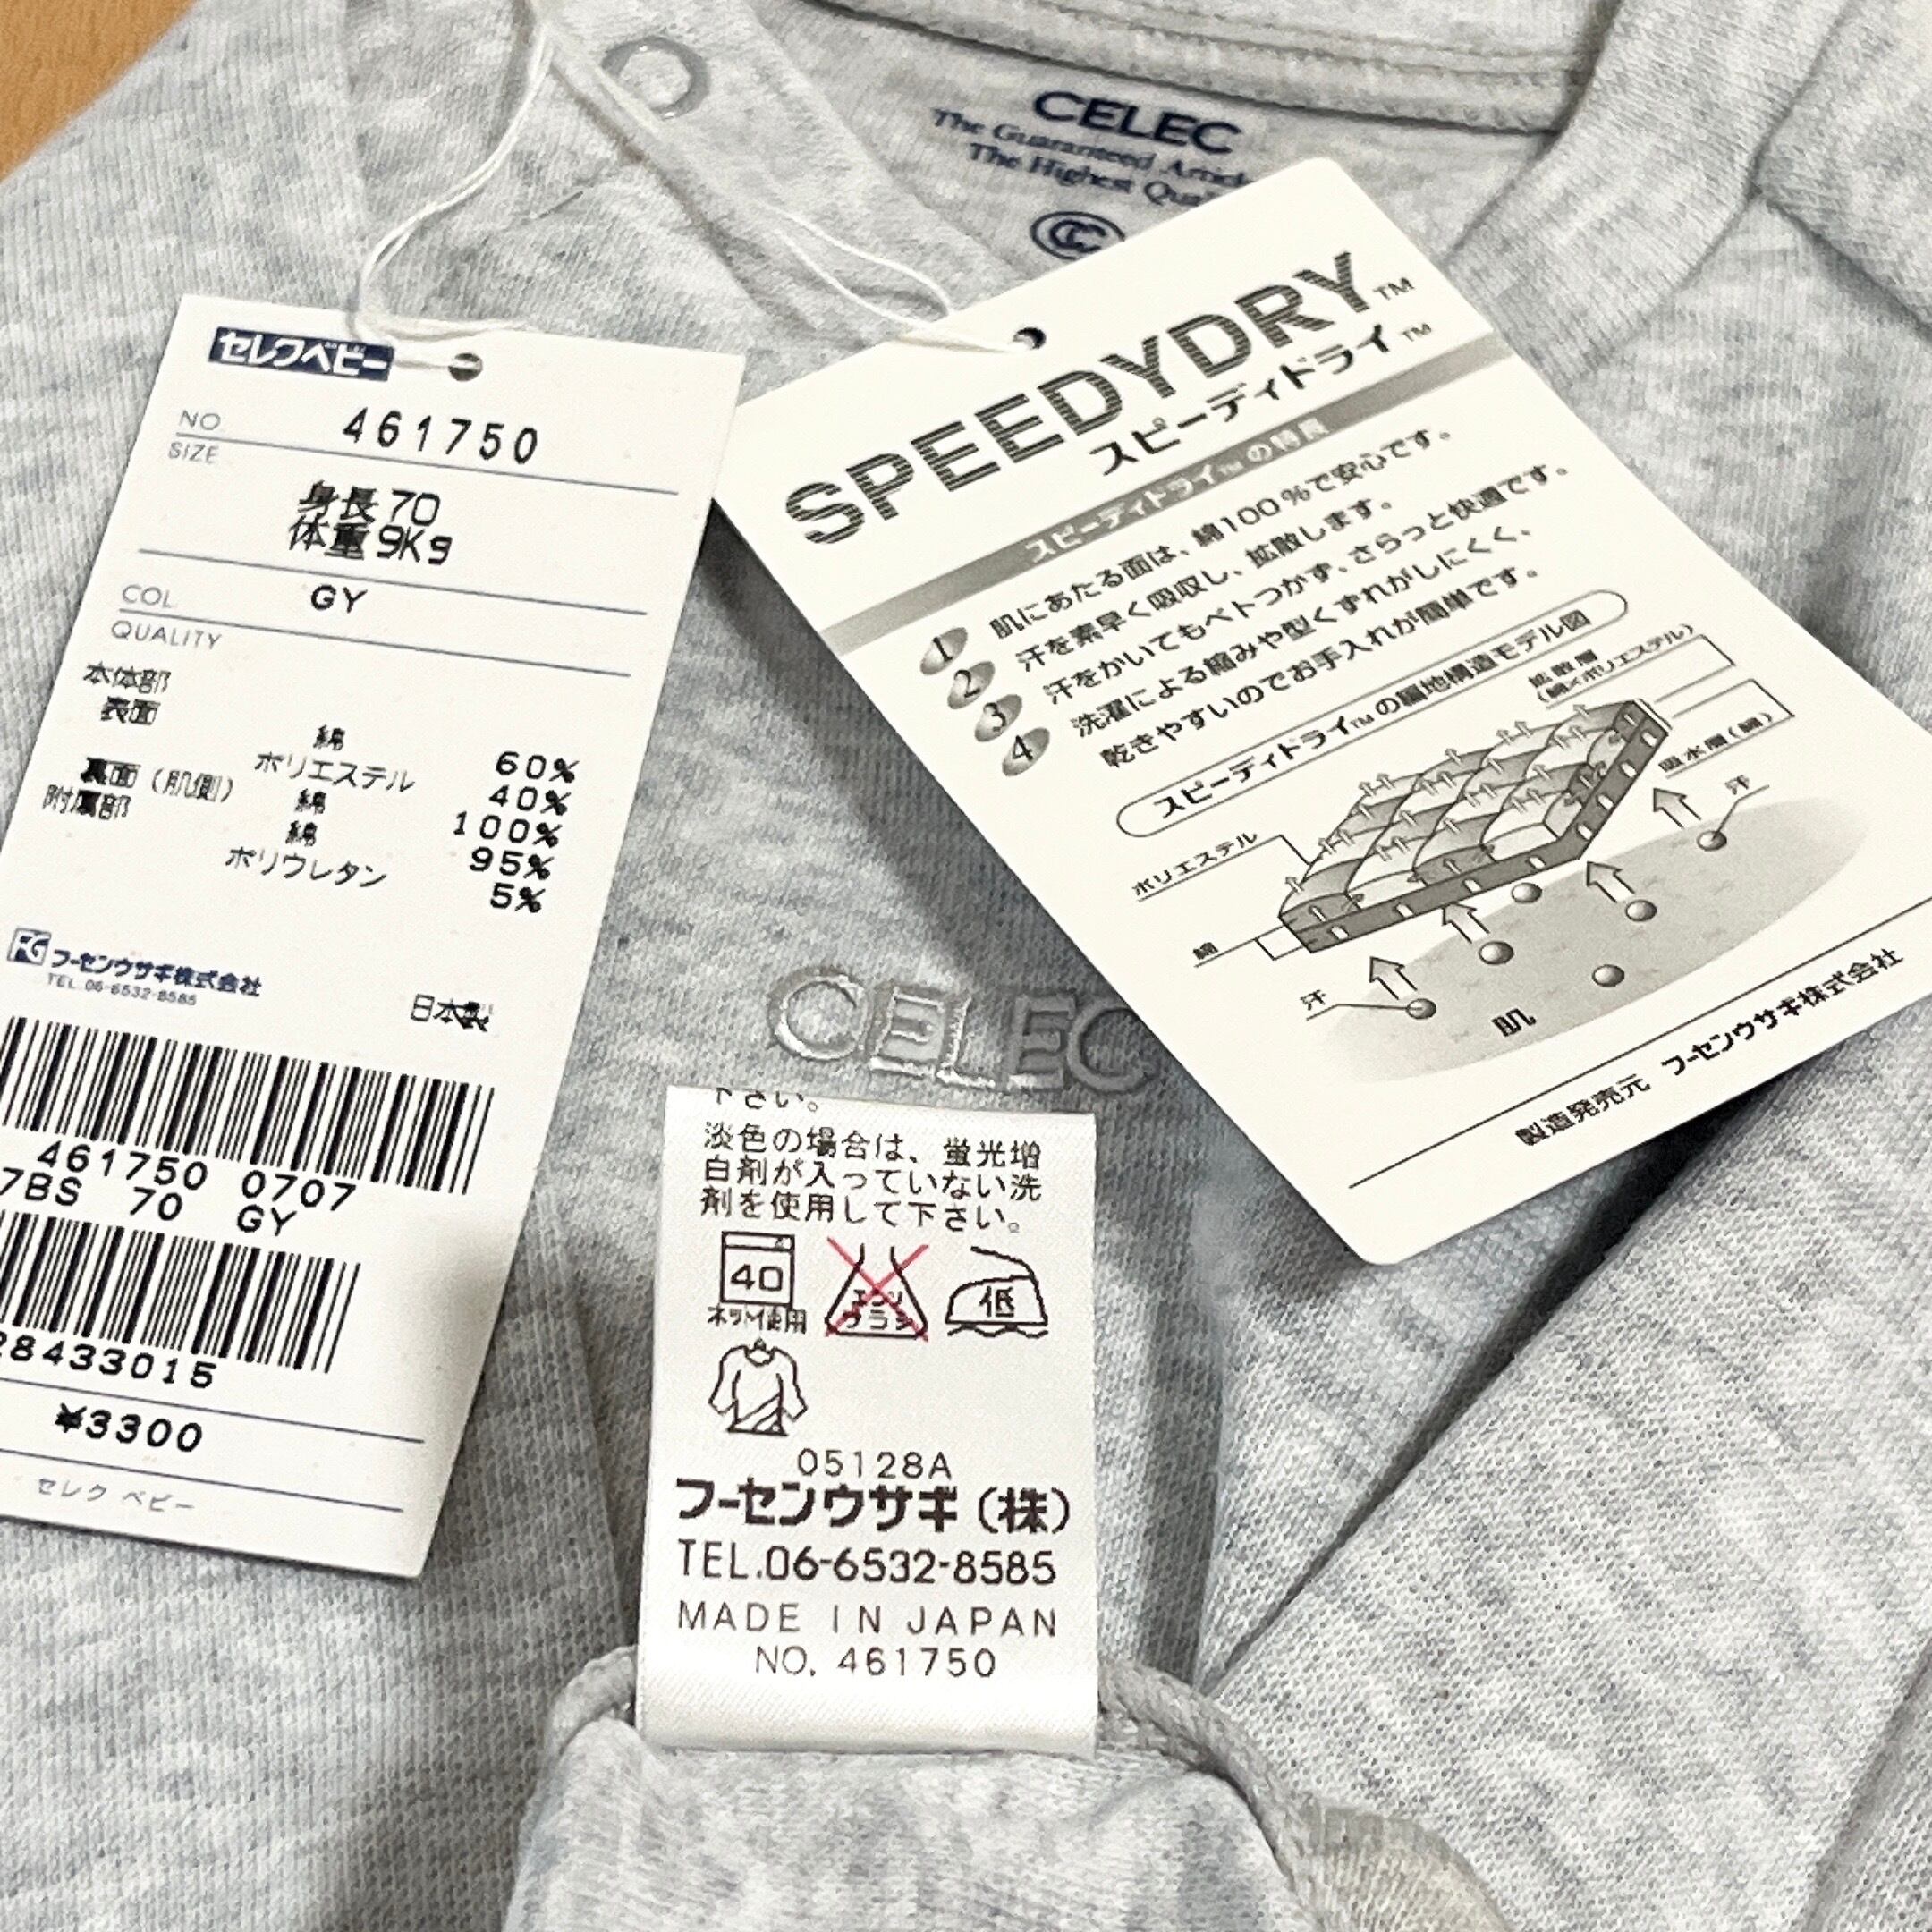 CELEC
The Guaranteed
The Highest
セレクベビー
NO 461750
SIZE
身長70
体重9Kg
COL GY
QUALITY
本体部
表面
綿 60%
ポリエステル 40%
裏面(肌側) 綿 100%
附属部 綿 95%
ポリウレタン 5%
FG フーセンウサギ株式会社
TEL.06-6532-8585
日本製
461750 0707
7BS 70 GY
28433015
¥3300
セレクベビー
SPEEDYDRY™
スピーディドライ™
スピーディドライ™の特長
1 肌にあたる面は、綿100%で安心です。
2 汗を素早く吸収し、拡散します。
3 汗をかいてもベトつかず、さらっと快適です。
4 洗濯による縮みや型くずれがしにくく、
乾きやすいのでお手入れが簡単です。
スピーディドライ™の編地構造モデル図
拡散層
(綿×ポリエステル)
吸水層(綿)
汗
ポリエステル
綿
汗
肌
製造発売元 フーセンウサギ株式会社
CELEC
下さい。
淡色の場合は、蛍光増
白剤が入っていない洗
剤を使用して下さい。
40
ネット使用
エンソ
サラシ
低
05128A
フーセンウサギ(株)
TEL.06-6532-8585
MADE IN JAPAN
NO. 461750